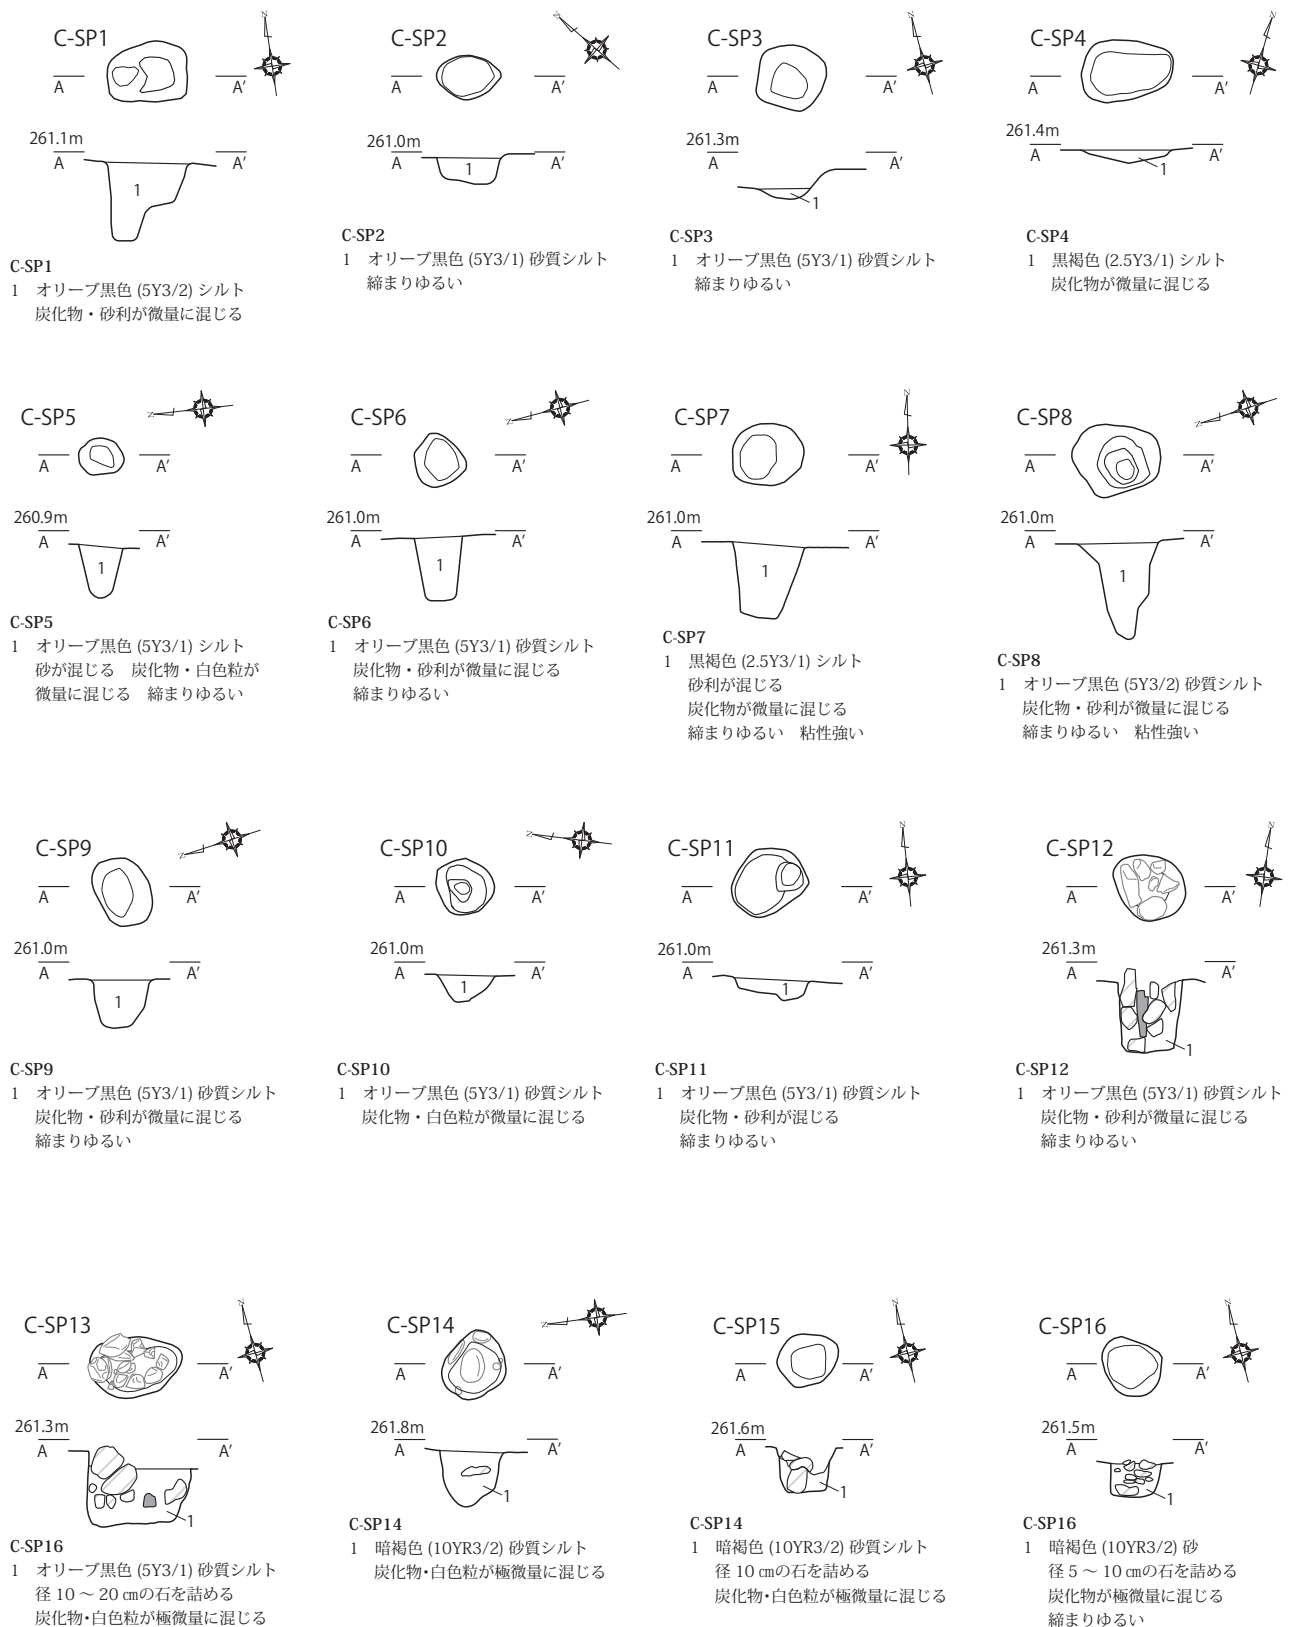 C-SP1
N
A
A′
261.1m
A
A′
1
C-SP1
1 オリーブ黒色 (5Y3/2) シルト
炭化物・砂利が微量に混じる
C-SP2
N
A
A′
261.0m
A
A′
1
C-SP2
1 オリーブ黒色 (5Y3/1) 砂質シルト
締まりゆるい
C-SP3
N
A
A′
261.3m
A
A′
1
C-SP3
1 オリーブ黒色 (5Y3/1) 砂質シルト
締まりゆるい
C-SP4
N
A
A′
261.4m
A
A′
1
C-SP4
1 黒褐色 (2.5Y3/1) シルト
炭化物が微量に混じる
C-SP5
N
A
A′
260.9m
A
A′
1
C-SP5
1 オリーブ黒色 (5Y3/1) シルト
砂が混じる 炭化物・白色粒が
微量に混じる 締まりゆるい
C-SP6
N
A
A′
261.0m
A
A′
1
C-SP6
1 オリーブ黒色 (5Y3/1) 砂質シルト
炭化物・砂利が微量に混じる
締まりゆるい
C-SP7
N
A
A′
261.0m
A
A′
1
C-SP7
1 黒褐色 (2.5Y3/1) シルト
砂利が混じる
炭化物が微量に混じる
締まりゆるい 粘性強い
C-SP8
N
A
A′
261.0m
A
A′
1
C-SP8
1 オリーブ黒色 (5Y3/2) 砂質シルト
炭化物・砂利が微量に混じる
締まりゆるい 粘性強い
C-SP9
N
A
A′
261.0m
A
A′
1
C-SP9
1 オリーブ黒色 (5Y3/1) 砂質シルト
炭化物・砂利が微量に混じる
締まりゆるい
C-SP10
N
A
A′
261.0m
A
A′
1
C-SP10
1 オリーブ黒色 (5Y3/1) 砂質シルト
炭化物・白色粒が微量に混じる
C-SP11
N
A
A′
261.0m
A
A′
1
C-SP11
1 オリーブ黒色 (5Y3/1) 砂質シルト
炭化物・砂利が混じる
締まりゆるい
C-SP12
N
A
A′
261.3m
A
A′
1
C-SP12
1 オリーブ黒色 (5Y3/1) 砂質シルト
炭化物・砂利が微量に混じる
締まりゆるい
C-SP13
N
A
A′
261.3m
A
A′
1
C-SP16
1 オリーブ黒色 (5Y3/1) 砂質シルト
径 10 ～ 20 ㎝の石を詰める
炭化物・白色粒が極微量に混じる
C-SP14
N
A
A′
261.8m
A
A′
1
C-SP14
1 暗褐色 (10YR3/2) 砂質シルト
炭化物・白色粒が極微量に混じる
C-SP15
N
A
A′
261.6m
A
A′
1
C-SP14
1 暗褐色 (10YR3/2) 砂質シルト
径 10 ㎝の石を詰める
炭化物・白色粒が極微量に混じる
C-SP16
N
A
A′
261.5m
A
A′
1
C-SP16
1 暗褐色 (10YR3/2) 砂
径 5 ～ 10 ㎝の石を詰める
炭化物が極微量に混じる
締まりゆるい